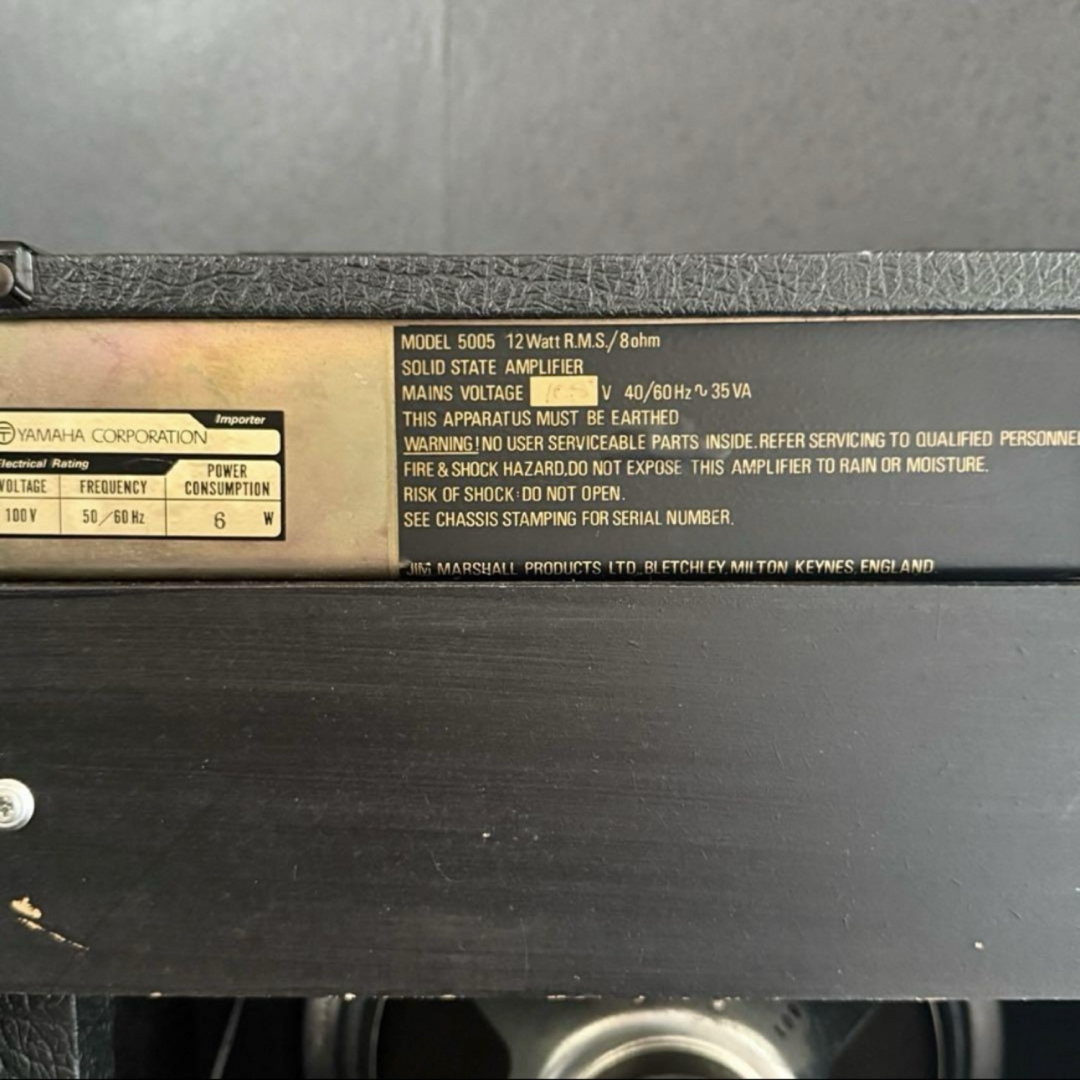 Importer
YAMAHA CORPORATION
Electrical Rating
VOLTAGE FREQUENCY POWER CONSUMPTION
100V 50/60Hz 6 W
MODEL 5005 12Watt R.M.S./8ohm
SOLID STATE AMPLIFIER
MAINS VOLTAGE V 40/60Hz~35VA
THIS APPARATUS MUST BE EARTHED
WARNING! NO USER SERVICEABLE PARTS INSIDE. REFER SERVICING TO QUALIFIED PERSONNEL
FIRE & SHOCK HAZARD. DO NOT EXPOSE THIS AMPLIFIER TO RAIN OR MOISTURE.
RISK OF SHOCK: DO NOT OPEN.
SEE CHASSIS STAMPING FOR SERIAL NUMBER.
JIM MARSHALL PRODUCTS LTD., BLETCHLEY, MILTON KEYNES, ENGLAND.